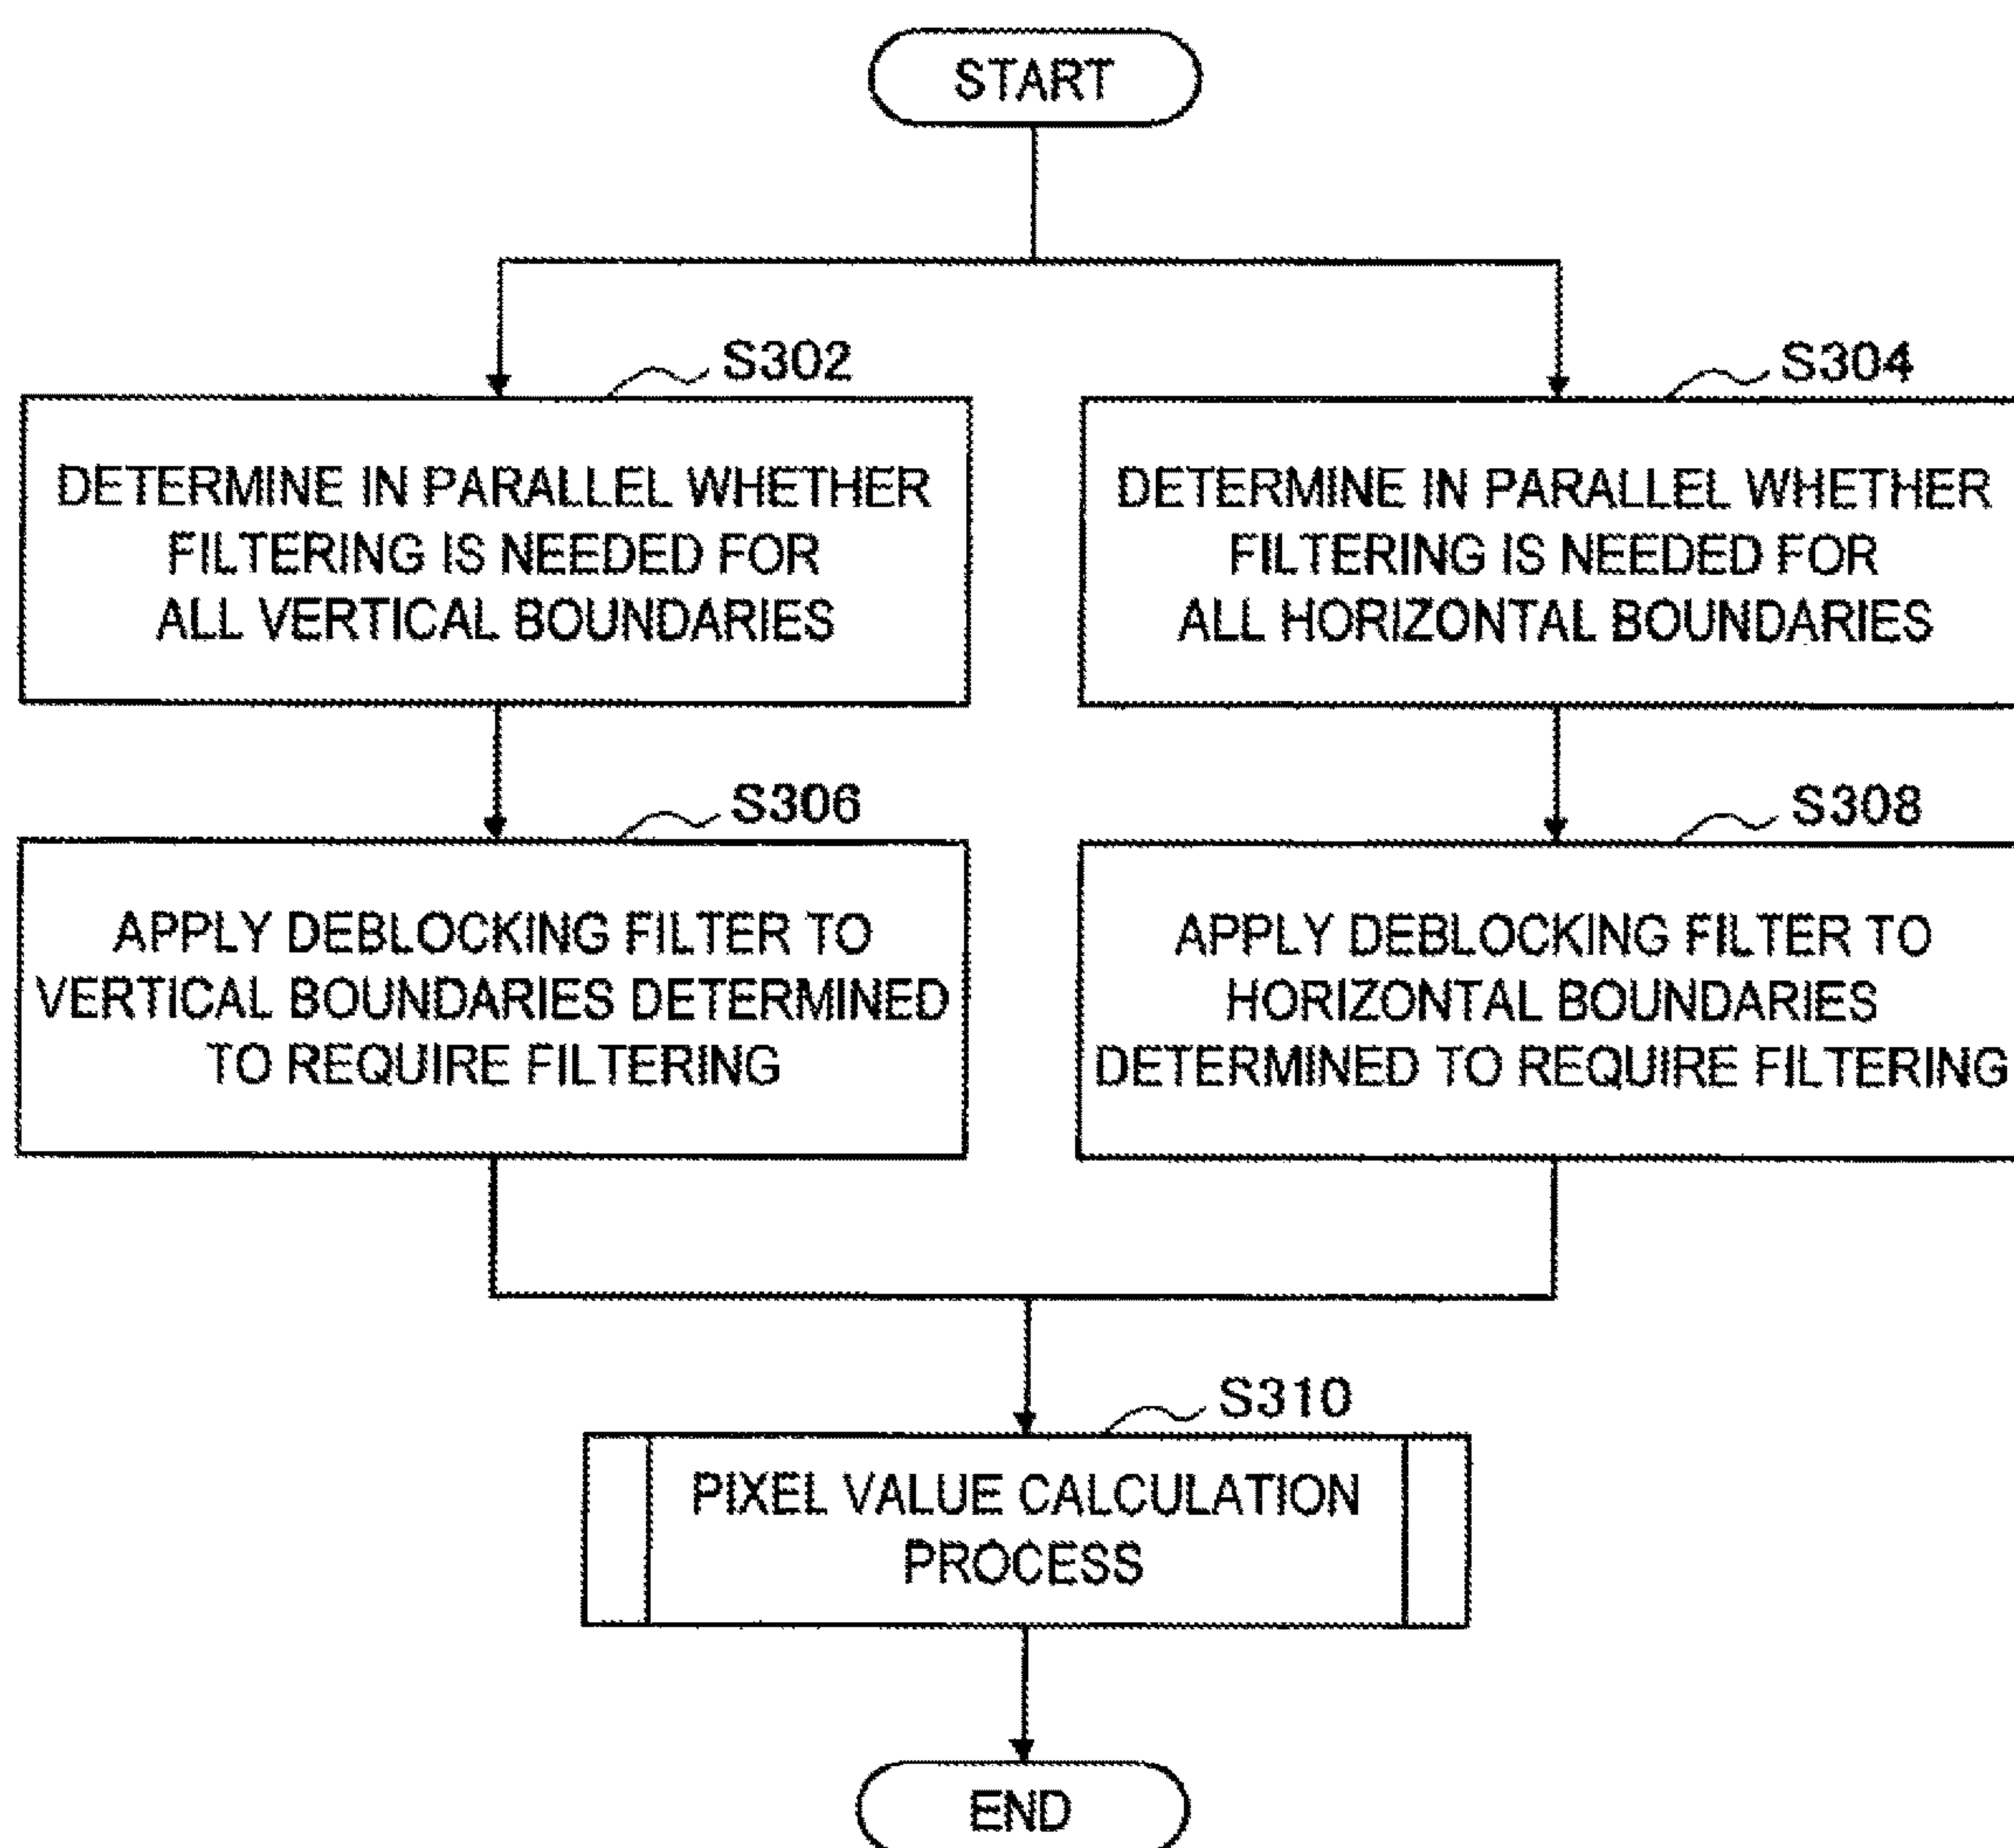 START
S302
DETERMINE IN PARALLEL WHETHER
FILTERING IS NEEDED FOR
ALL VERTICAL BOUNDARIES
S304
DETERMINE IN PARALLEL WHETHER
FILTERING IS NEEDED FOR
ALL HORIZONTAL BOUNDARIES
S306
APPLY DEBLOCKING FILTER TO
VERTICAL BOUNDARIES DETERMINED
TO REQUIRE FILTERING
S308
APPLY DEBLOCKING FILTER TO
HORIZONTAL BOUNDARIES
DETERMINED TO REQUIRE FILTERING
S310
PIXEL VALUE CALCULATION
PROCESS
END